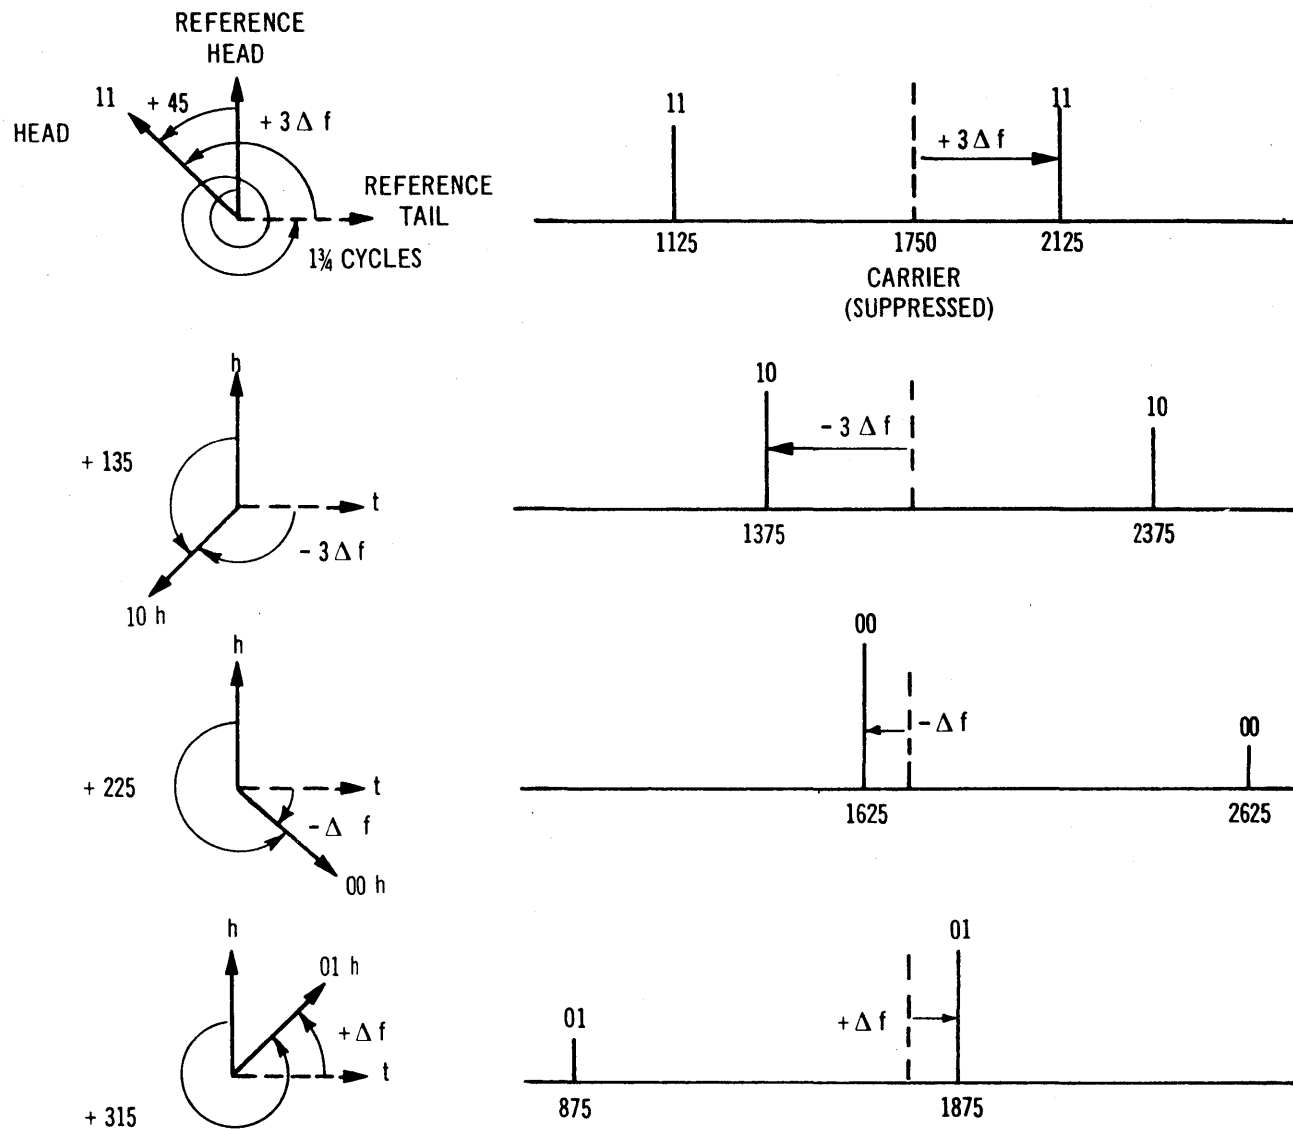 REFERENCE
HEAD
11
+ 45
+ 3 Δ f
HEAD
REFERENCE
TAIL
1¾ CYCLES
11
11
+ 3 Δ f
1125
1750
2125
CARRIER
(SUPPRESSED)
h
+ 135
t
- 3 Δ f
10 h
10
10
- 3 Δ f
1375
2375
h
+ 225
t
- Δ f
00 h
00
00
- Δ f
1625
2625
h
01 h
+ Δ f
t
+ 315
01
01
+ Δ f
875
1875